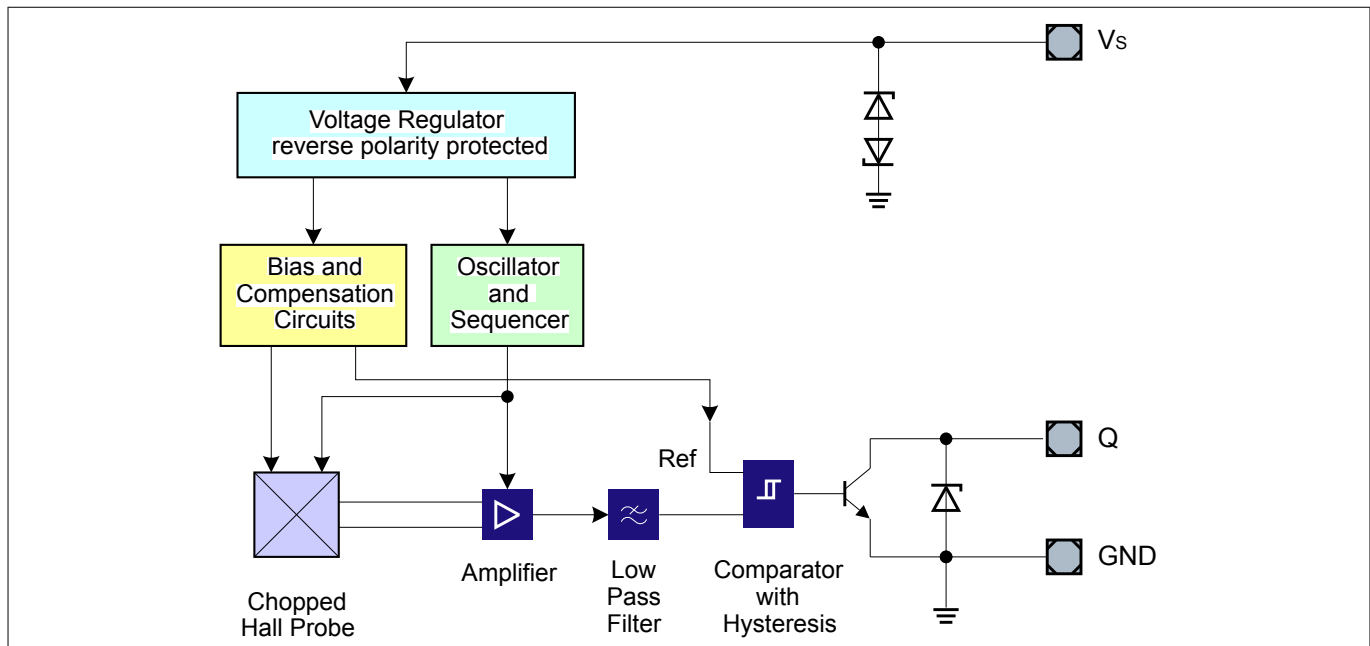 Vs
Voltage Regulator
reverse polarity protected
Bias and
Compensation
Circuits
Oscillator
and
Sequencer
Ref
Q
GND
Amplifier
Low
Pass
Filter
Comparator
with
Hysteresis
Chopped
Hall Probe